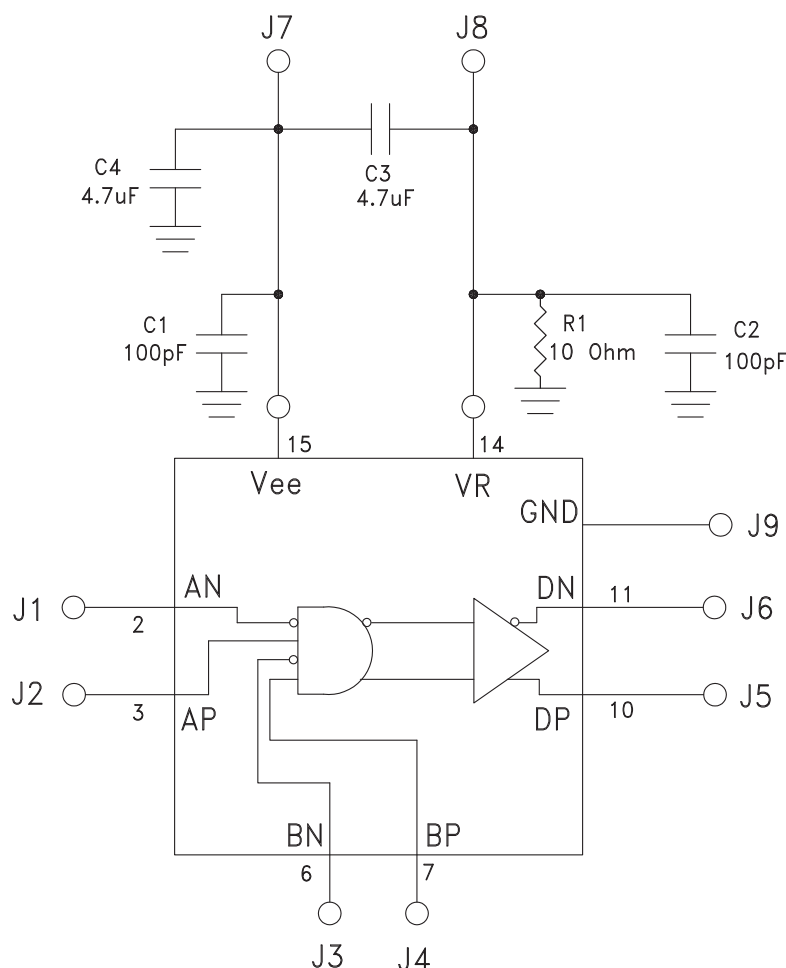 J7
J8
C4
4.7uF
C3
4.7uF
C1
100pF
R1
10 Ohm
C2
100pF
15
14
Vee
VR
GND
J9
AN
DN
J1
2
11
J6
J2
3
AP
DP
10
J5
BN
BP
6
7
J3
J4